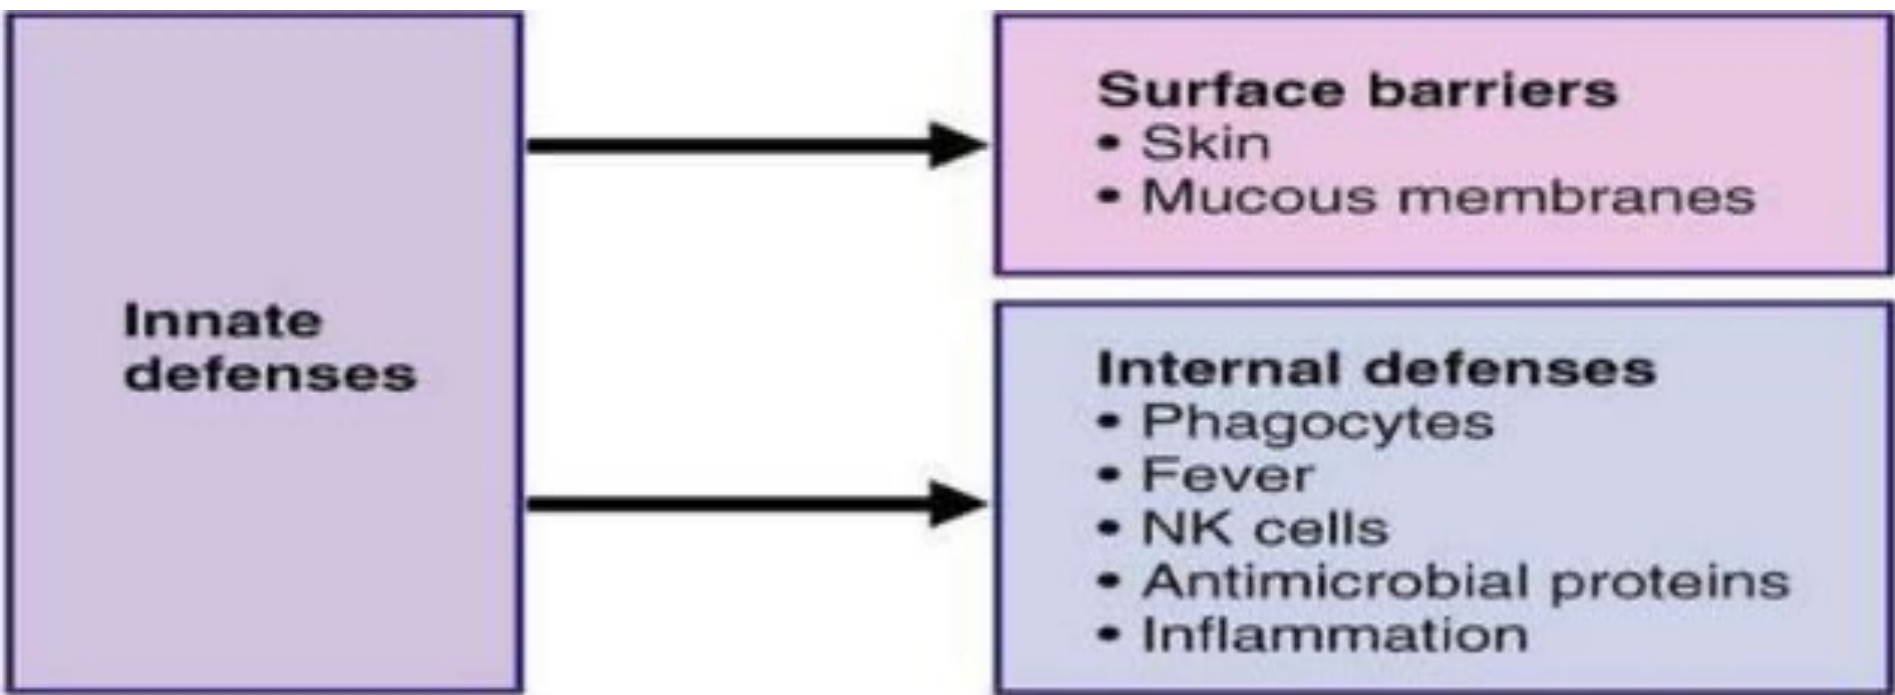 Innate
defenses
Surface barriers
• Skin
• Mucous membranes
Internal defenses
• Phagocytes
• Fever
• NK cells
• Antimicrobial proteins
• Inflammation